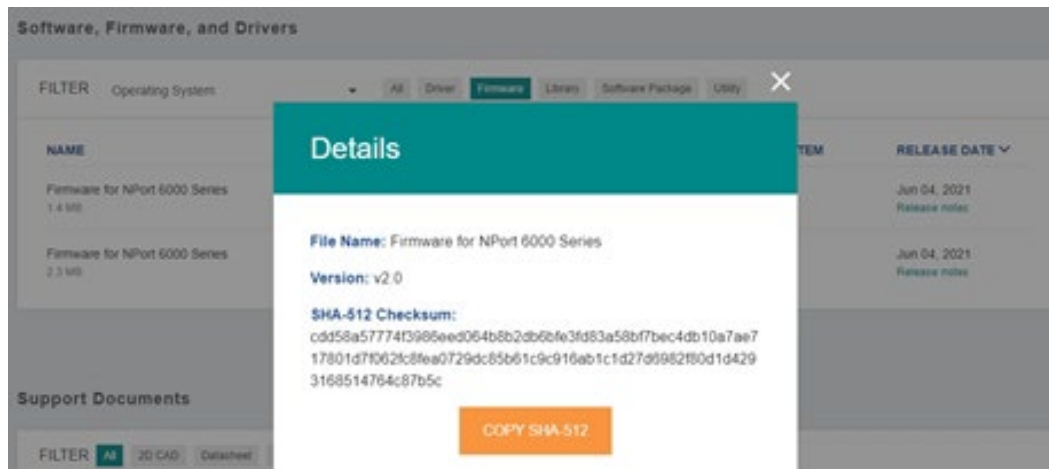 Software, Firmware, and Drivers
FILTER Operating System All Driver Firmware Library Software Package Utility
Details
NAME TEM RELEASE DATE
Firmware for NPort 6000 Series Jun 04, 2021
1.4 MB Release notes
Firmware for NPort 6000 Series Jun 04, 2021
2.3 MB Release notes
File Name: Firmware for NPort 6000 Series
Version: v2.0
SHA-512 Checksum:
cdd58a57774f3986eed064b8b2db6bfe3fd83a58bf7bec4db10a7ae7
17801d7f062fc8fea0729dc85b61c9c916ab1c1d27d6982f80d1d429
3168514764c87b5c
COPY SHA-512
Support Documents
FILTER All 2D CAD Datasheet